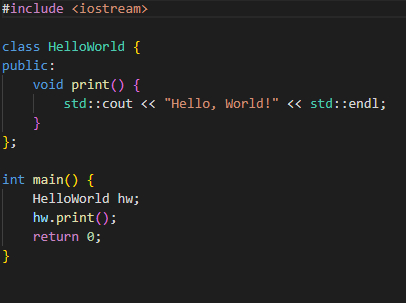 #include <iostream>
class HelloWorld {
public:
    void print() {
        std::cout << "Hello, World!" << std::endl;
    }
};
int main() {
    HelloWorld hw;
    hw.print();
    return 0;
}